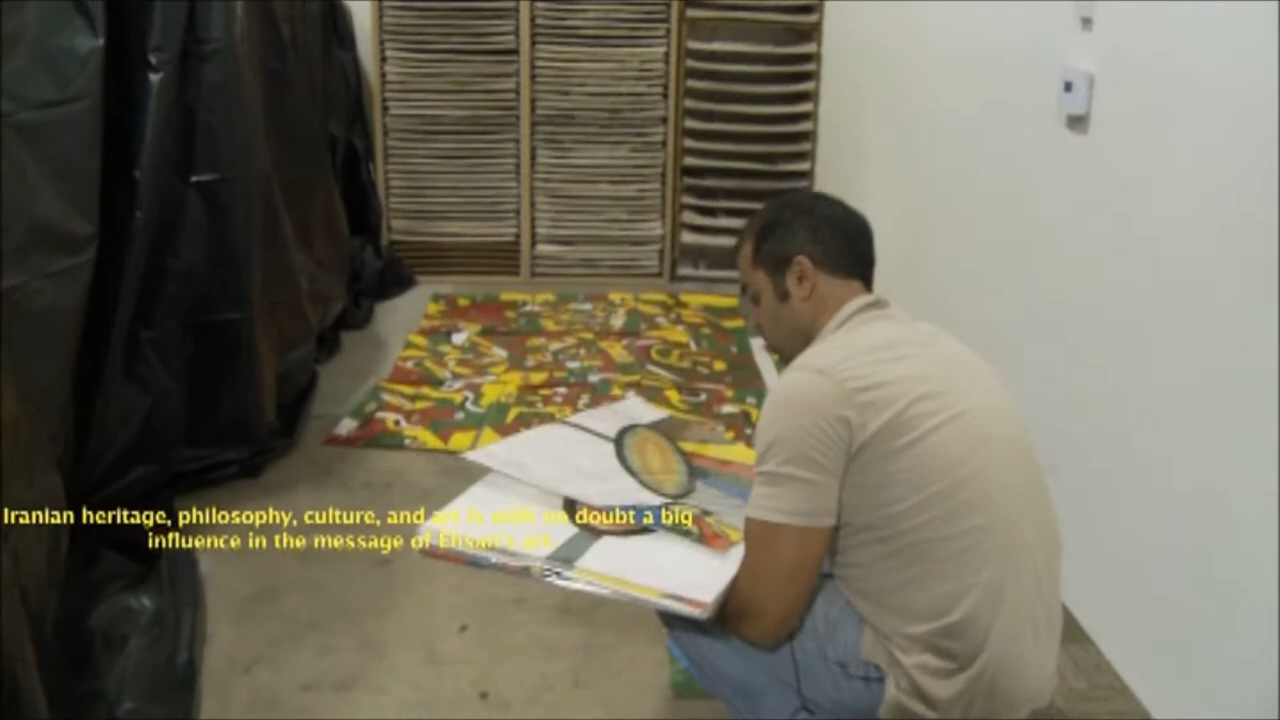 Iranian heritage, philosophy, culture, and art is with no doubt a big
influence in the message of Ehsan's art